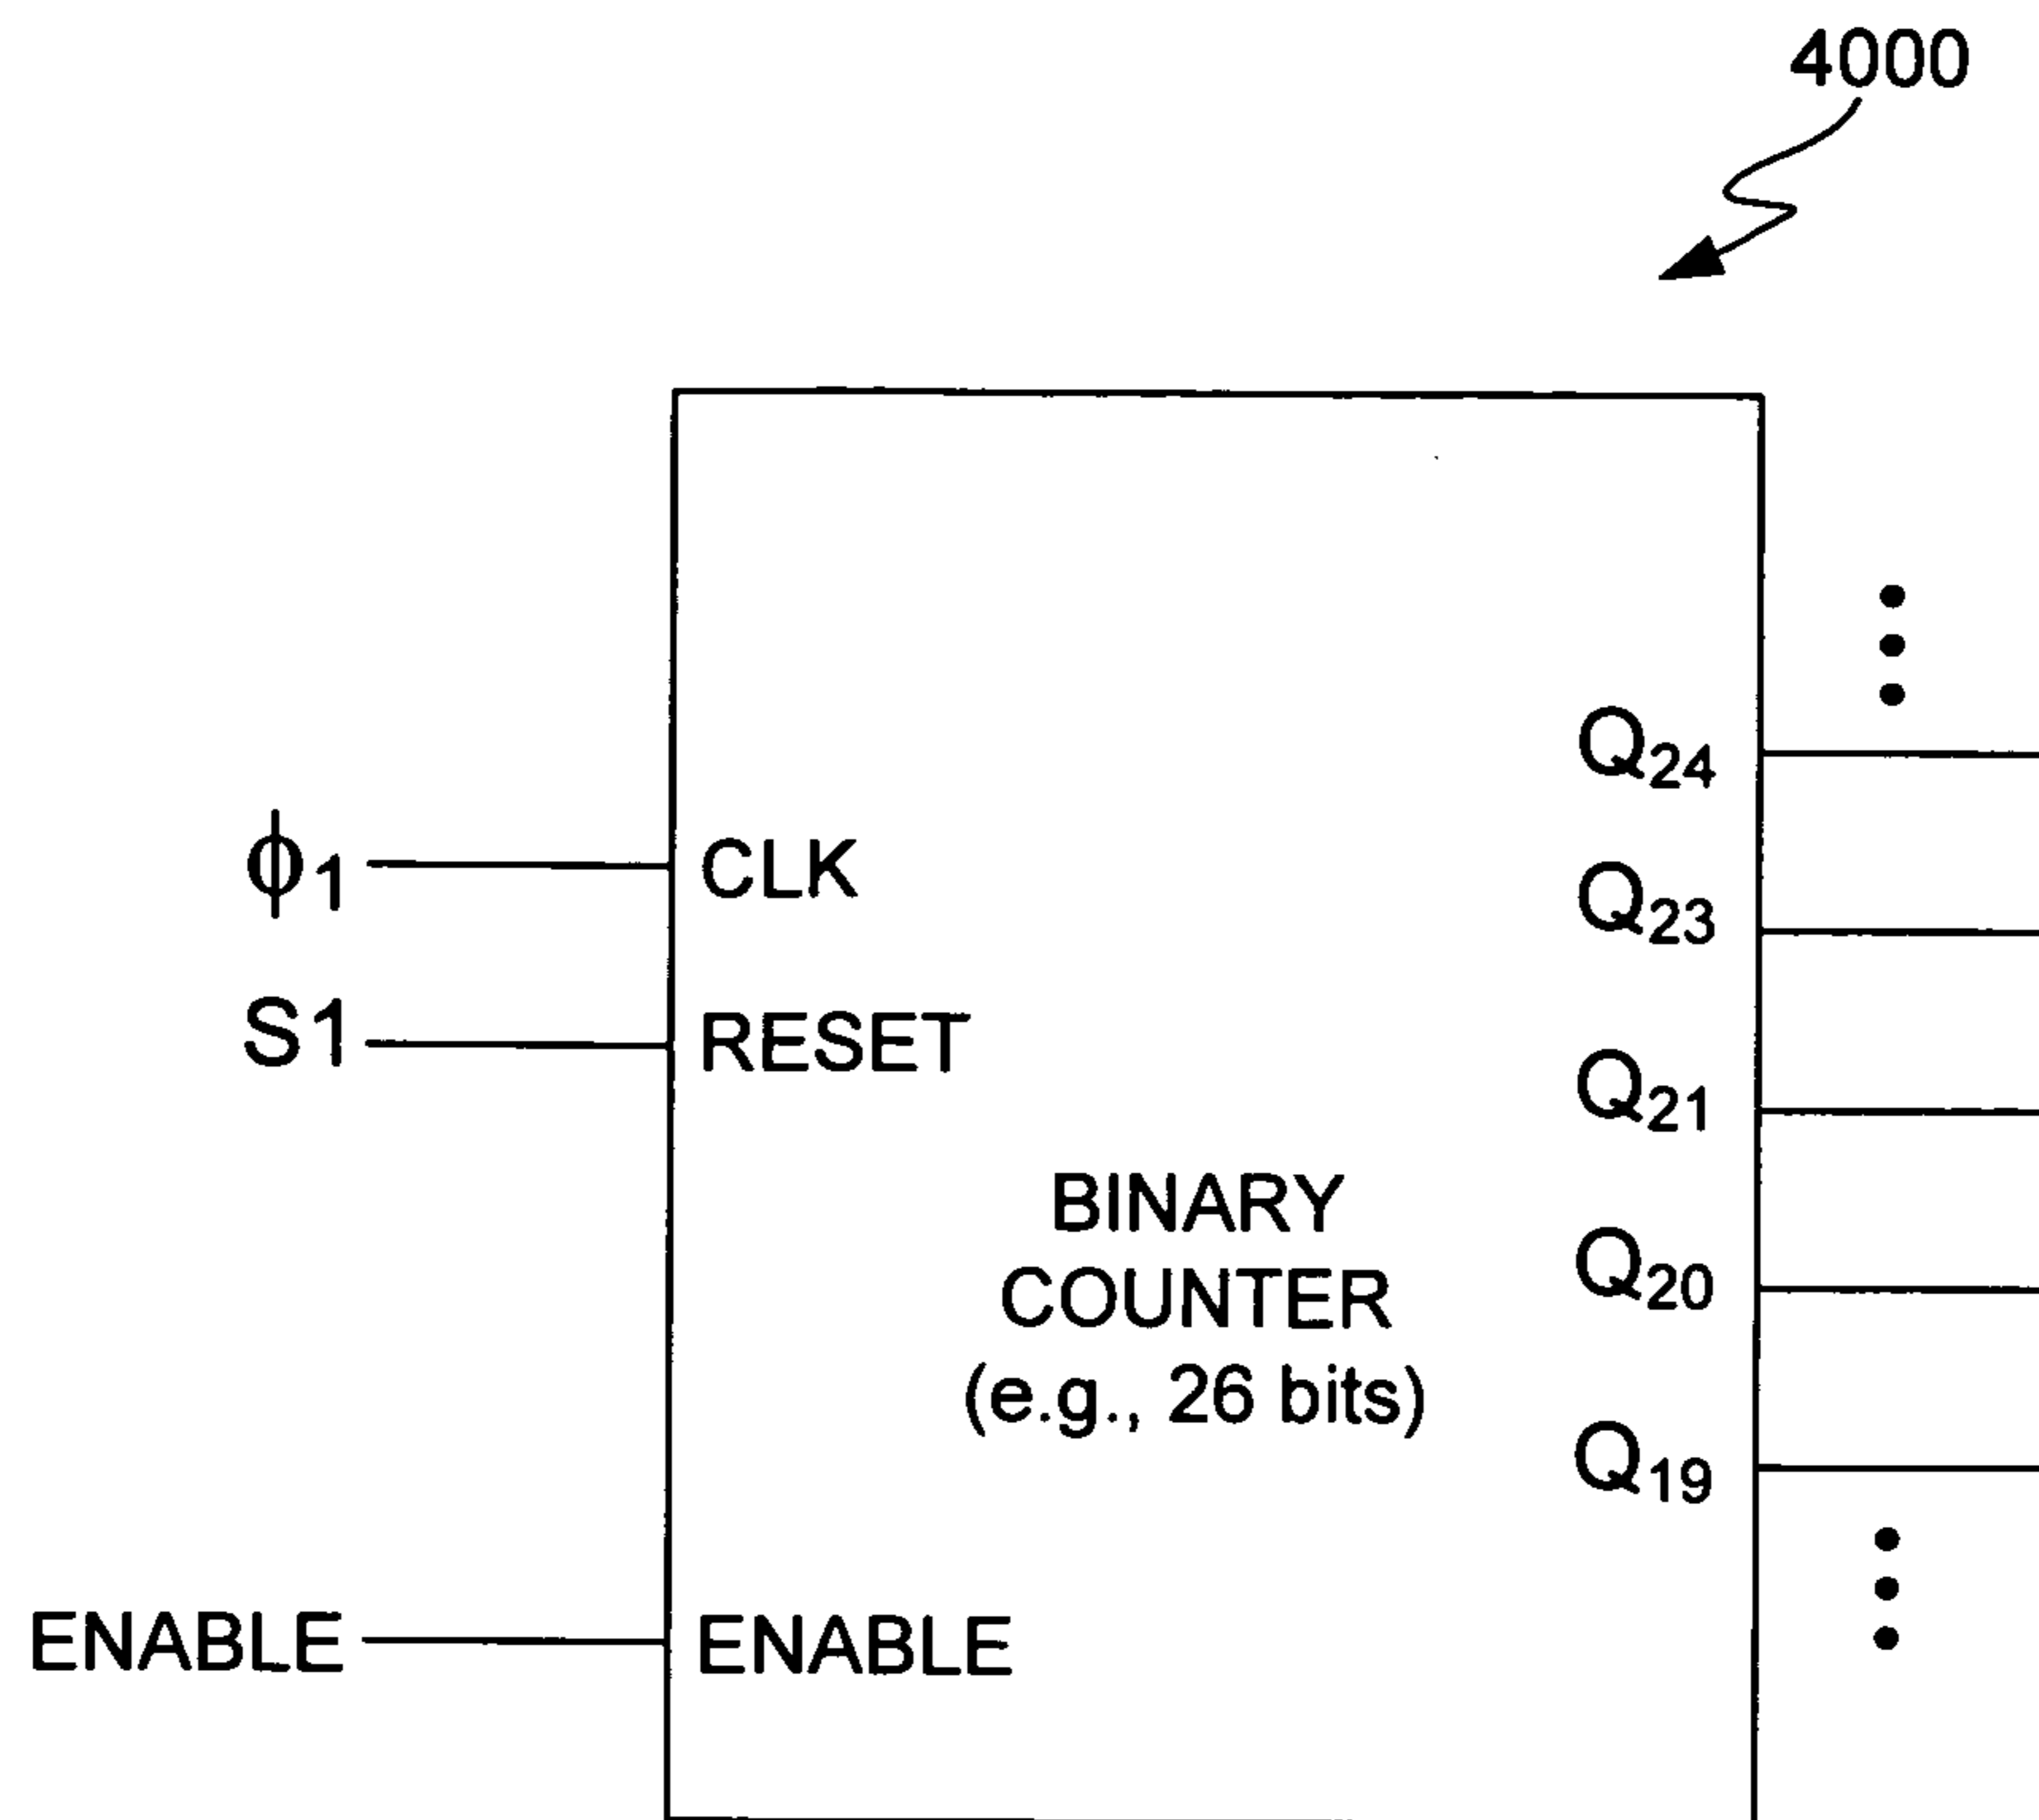 4000
Q24
ϕ1 CLK
Q23
S1 RESET
Q21
BINARY
COUNTER
(e.g., 26 bits)
Q20
Q19
ENABLE ENABLE